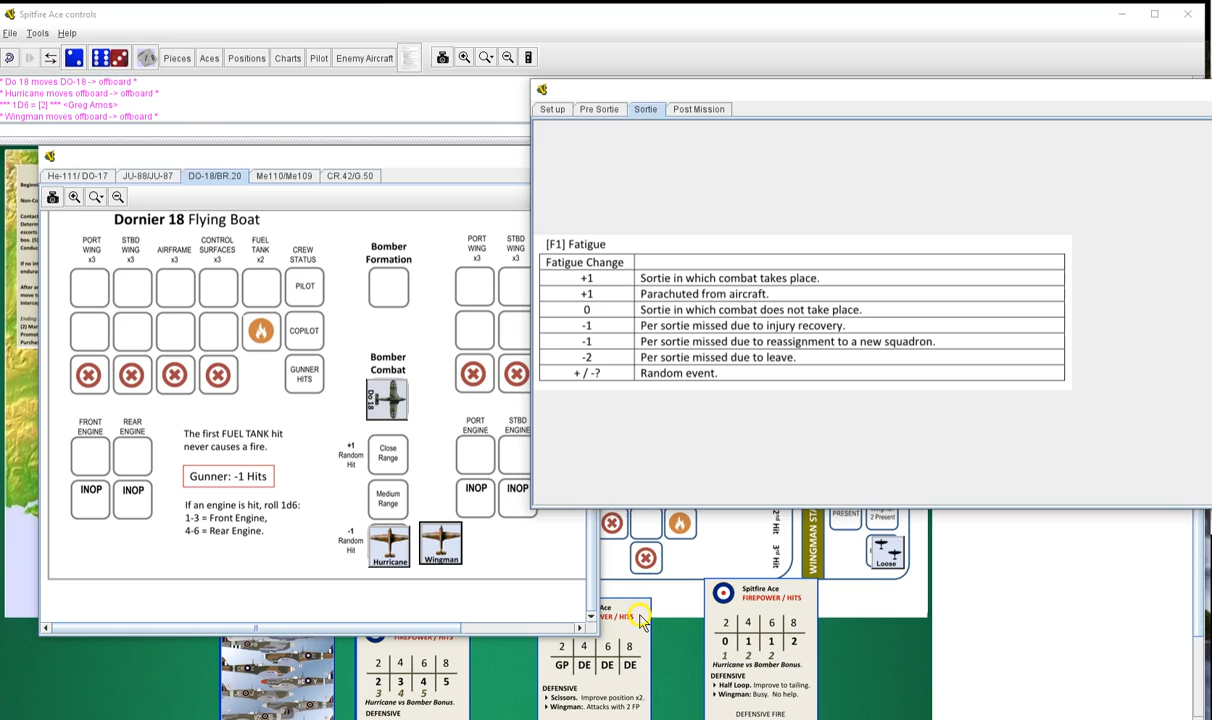 Spitfire Ace controls
File Tools Help
Pieces Aces Positions Charts Pilot Enemy Aircraft
* Do 18 moves DO-18 -> offboard *
* Hurricane moves offboard -> offboard *
*** 1D6 = [2] *** <Greg Amos>
* Wingman moves offboard -> offboard *
Set up Pre Sortie Sortie Post Mission
[F1] Fatigue
Fatigue Change
+1 Sortie in which combat takes place.
+1 Parachuted from aircraft.
0 Sortie in which combat does not take place.
-1 Per sortie missed due to injury recovery.
-1 Per sortie missed due to reassignment to a new squadron.
-2 Per sortie missed due to leave.
+ / -? Random event.
He-111/ DO-17 JU-88/JU-87 DO-18/BR.20 Me110/Me109 CR.42/G.50
Dornier 18 Flying Boat
PORT WING x3
STBD WING x3
AIRFRAME x3
CONTROL SURFACES x3
FUEL TANK x2
CREW STATUS
PILOT
COPILOT
GUNNER HITS
Bomber Formation
Bomber Combat
Do 18
PORT WING x3
STBD WING x3
FRONT ENGINE
REAR ENGINE
INOP INOP
The first FUEL TANK hit
never causes a fire.
Gunner: -1 Hits
If an engine is hit, roll 1d6:
1-3 = Front Engine,
4-6 = Rear Engine.
+1 Random Hit
Close Range
Medium Range
-1 Random Hit
Hurricane
Wingman
PORT ENGINE
STBD ENGINE
INOP INOP
2nd Hit
3rd Hit
WINGMAN STA
PRESENT
2 Present
Loose
2 4 6 8
2 3 4 5
3 4 5
Hurricane vs Bomber Bonus.
DEFENSIVE
Ace
2 4 6 8
GP DE DE DE
DEFENSIVE
Scissors. Improve position x2.
Wingman:. Attacks with 2 FP
Spitfire Ace
FIREPOWER / HITS
2 4 6 8
0 1 1 2
1 2 2
Hurricane vs Bomber Bonus.
DEFENSIVE
Half Loop. Improve to tailing.
Wingman: Busy. No help.
DEFENSIVE FIRE